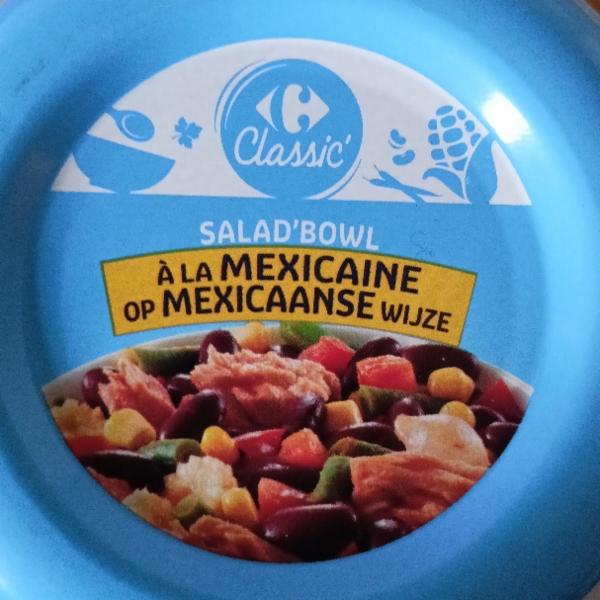 Classic'
SALAD'BOWL
À LA MEXICAINE
OP MEXICAANSE WIJZE